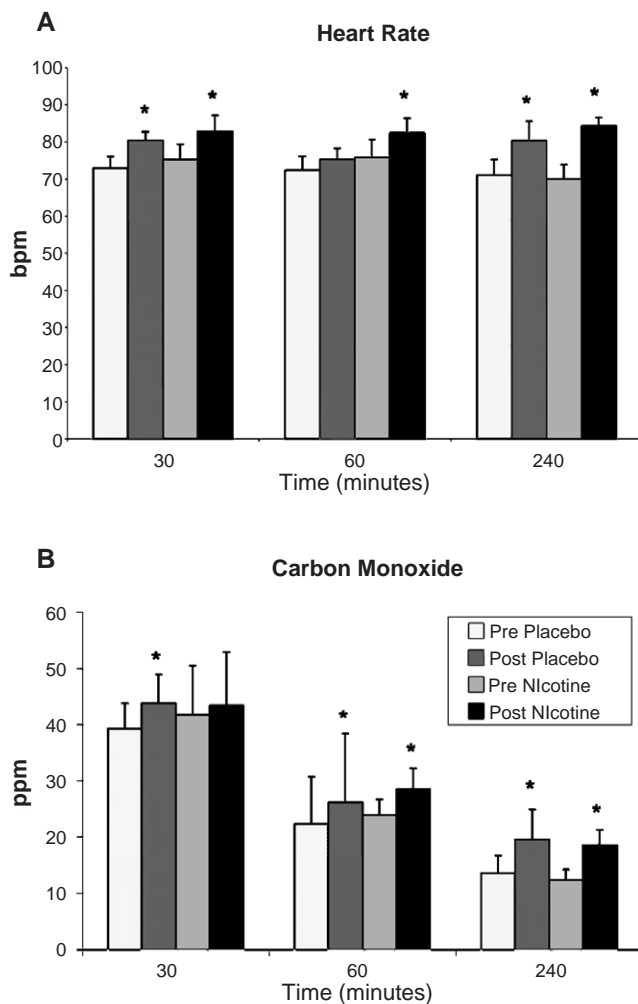 A
Heart Rate
100
90
80
70
60
50
40
30
20
10
0
bpm
* * * * *
30 60 240
Time (minutes)
B
Carbon Monoxide
60
50
40
30
20
10
0
ppm
Pre Placebo
Post Placebo
Pre NIcotine
Post NIcotine
* * * * *
30 60 240
Time (minutes)